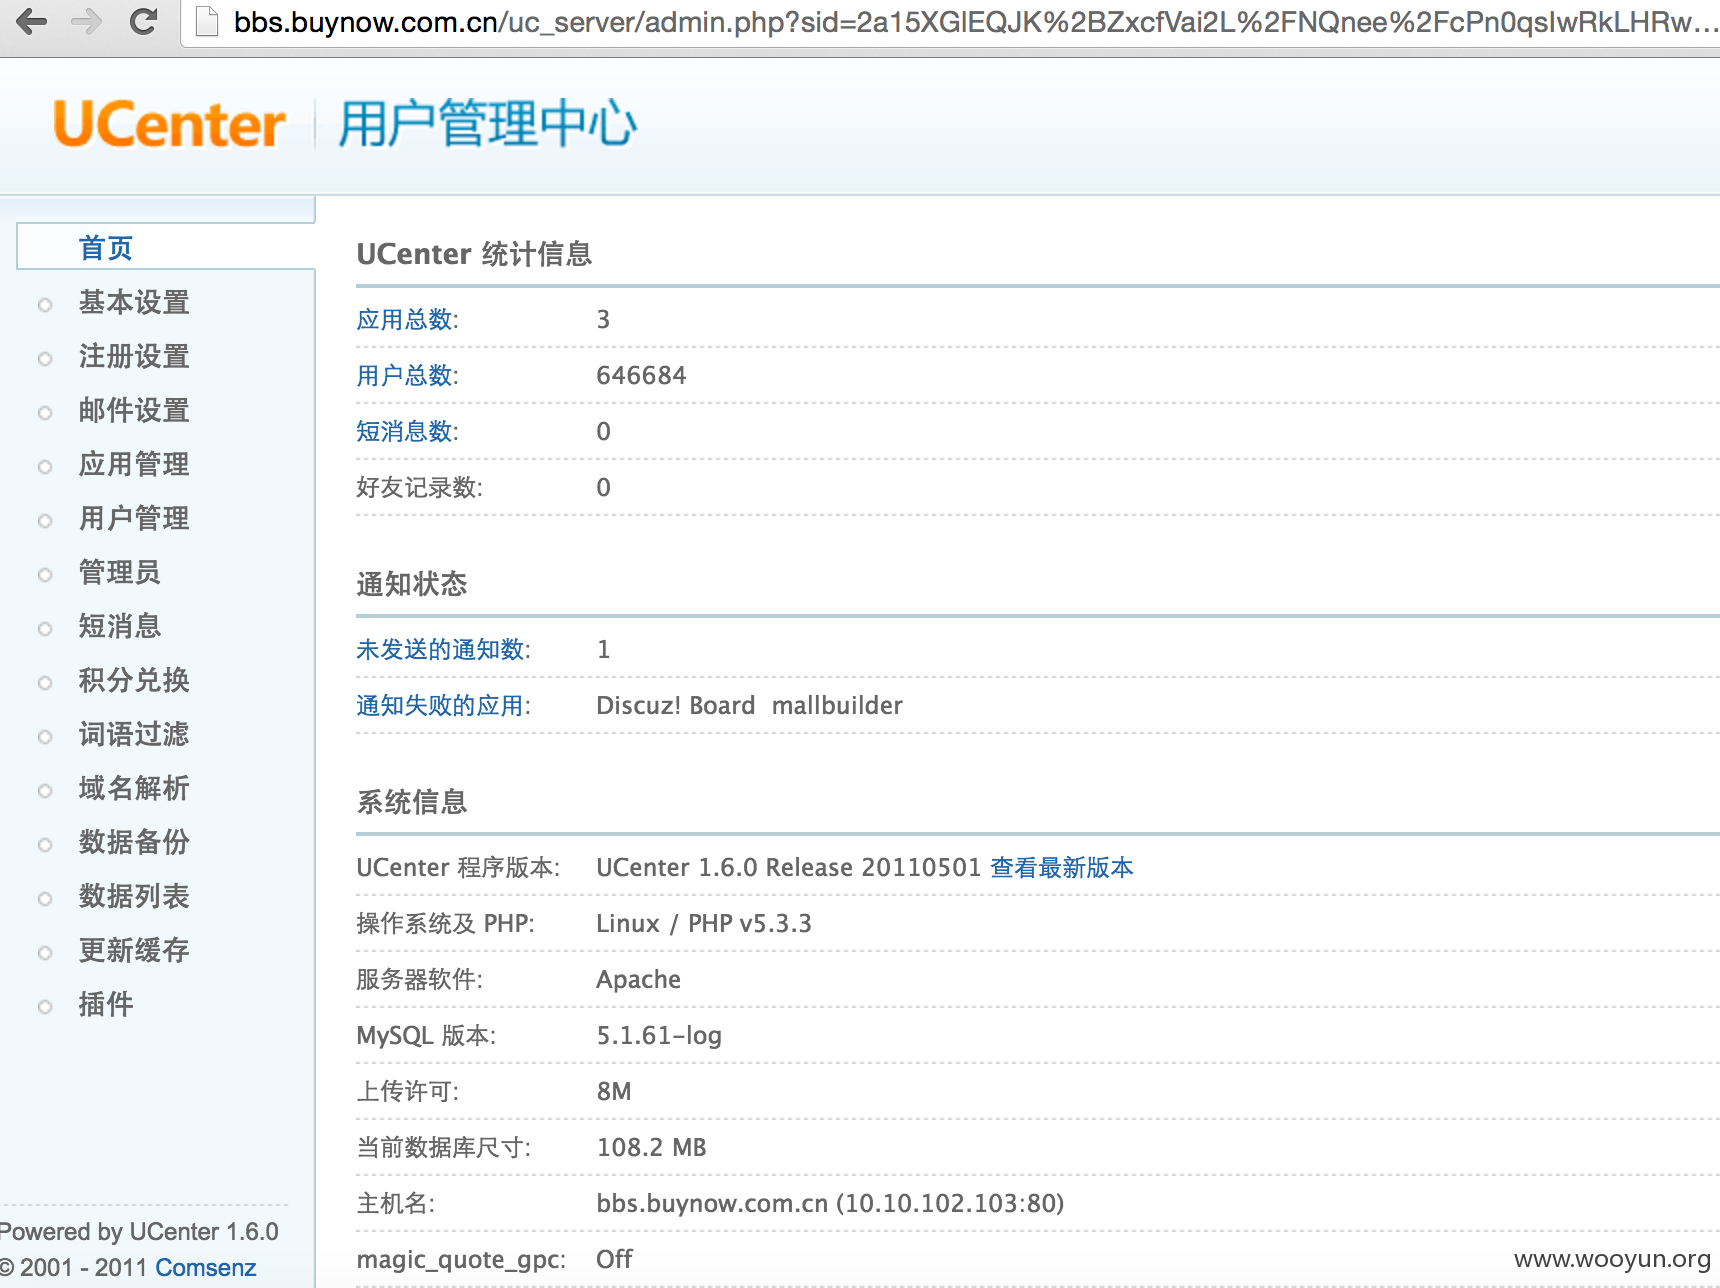 bbs.buynow.com.cn/uc_server/admin.php?sid=2a15XGlEQJK%2BZxcfVai2L%2FNQnee%2FcPn0qsIwRkLHRw...
UCenter 用户管理中心
首页
基本设置
注册设置
邮件设置
应用管理
用户管理
管理员
短消息
积分兑换
词语过滤
域名解析
数据备份
数据列表
更新缓存
插件
Powered by UCenter 1.6.0
© 2001 - 2011 Comsenz
UCenter 统计信息
应用总数: 3
用户总数: 646684
短消息数: 0
好友记录数: 0
通知状态
未发送的通知数: 1
通知失败的应用: Discuz! Board mallbuilder
系统信息
UCenter 程序版本: UCenter 1.6.0 Release 20110501 查看最新版本
操作系统及 PHP: Linux / PHP v5.3.3
服务器软件: Apache
MySQL 版本: 5.1.61-log
上传许可: 8M
当前数据库尺寸: 108.2 MB
主机名: bbs.buynow.com.cn (10.10.102.103:80)
magic_quote_gpc: Off
www.wooyun.org